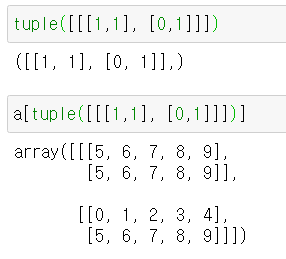 tuple([[[1,1], [0,1]]])
([[1, 1], [0, 1]],)
a[tuple([[[1,1], [0,1]]])]
array([[[5, 6, 7, 8, 9],
[5, 6, 7, 8, 9]],
[[0, 1, 2, 3, 4],
[5, 6, 7, 8, 9]]])